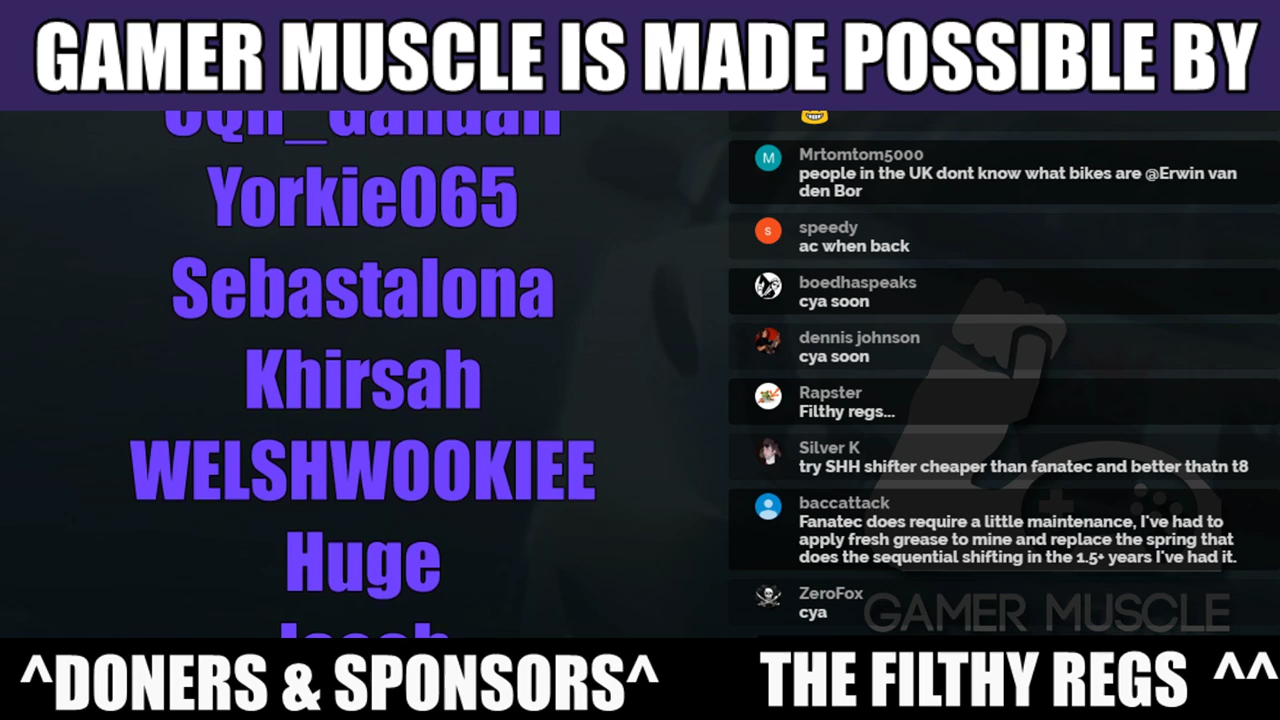 GAMER MUSCLE IS MADE POSSIBLE BY
Yorkie065
Sebastalona
Khirsah
WELSHWOOKIEE
Huge
Mrtomtom5000
people in the UK dont know what bikes are @Erwin van
den Bor
speedy
ac when back
boedhaspeaks
cya soon
dennis johnson
cya soon
Rapster
Filthy regs...
Silver K
try SHH shifter cheaper than fanatec and better thatn t8
baccattack
Fanatec does require a little maintenance, I've had to
apply fresh grease to mine and replace the spring that
does the sequential shifting in the 1.5+ years I've had it.
ZeroFox
cya
GAMER MUSCLE
^DONERS & SPONSORS^
THE FILTHY REGS ^^